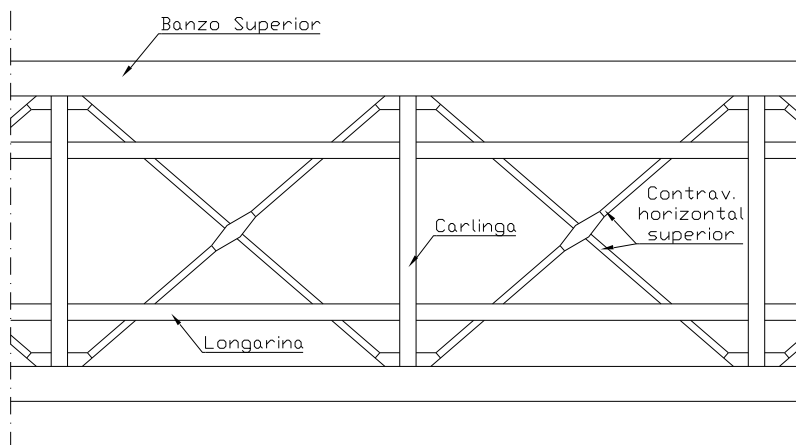 Banzo Superior
Contrav.
horizontal
superior
Carlinga
Longarina